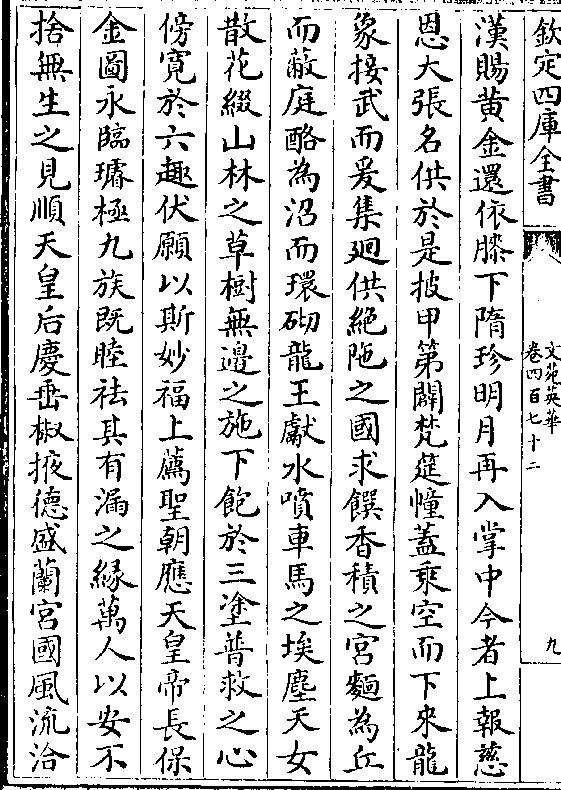 欽定四庫全書
文苑英華
卷四百七十二
九
漢賜黄金還依膝下隋珍明月再入掌中今者上報慈
恩大張名供於是披甲第闢梵筵幢蓋乘空而下來龍
象接武而爰集廻供絶陁之國求饌香積之宮麵為丘
而蔽庭酪為沼而環砌龍王獻水噴車馬之埃塵天女
散花綴山林之草樹無邊之施下飽於三塗普救之心
傍寛於六趣伏願以斯妙福上薦聖朝應天皇帝長保
金圖永臨璿極九族既睦祛其有漏之縁萬人以安不
捨無生之見順天皇后慶垂椒掖德盛蘭宮國風流洽